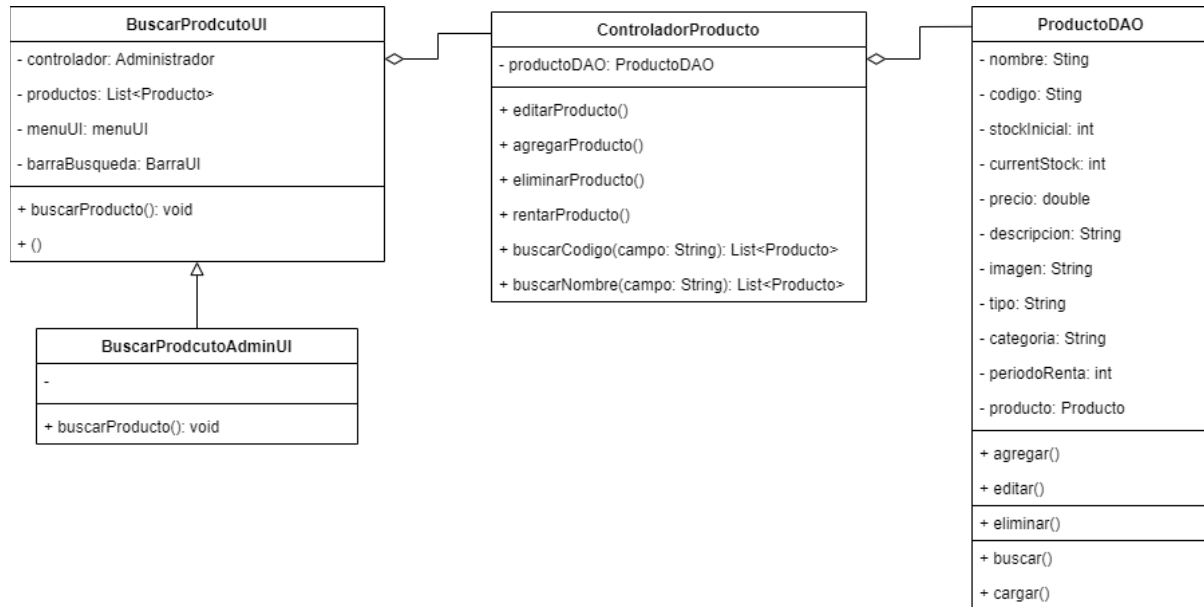 BuscarProdcutoUI
- controlador: Administrador
- productos: List<Producto>
- menuUI: menuUI
- barraBusqueda: BarraUI
+ buscarProducto(): void
+ ()
BuscarProdcutoAdminUI
-
+ buscarProducto(): void
ControladorProducto
- productoDAO: ProductoDAO
+ editarProducto()
+ agregarProducto()
+ eliminarProducto()
+ rentarProducto()
+ buscarCodigo(campo: String): List<Producto>
+ buscarNombre(campo: String): List<Producto>
ProductoDAO
- nombre: Sting
- codigo: Sting
- stockInicial: int
- currentStock: int
- precio: double
- descripcion: String
- imagen: String
- tipo: String
- categoria: String
- periodoRenta: int
- producto: Producto
+ agregar()
+ editar()
+ eliminar()
+ buscar()
+ cargar()